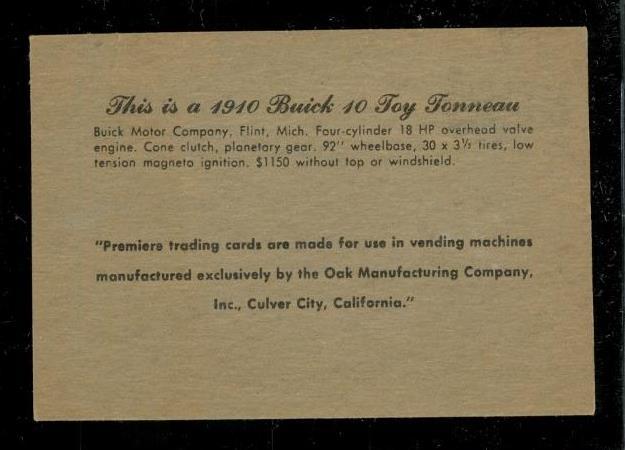 This is a 1910 Buick 10 Toy Tonneau
Buick Motor Company, Flint, Mich. Four-cylinder 18 HP overhead valve
engine. Cone clutch, planetary gear. 92" wheelbase, 30 x 3½ tires, low
tension magneto ignition. $1150 without top or windshield.
"Premiere trading cards are made for use in vending machines
manufactured exclusively by the Oak Manufacturing Company,
Inc., Culver City, California."